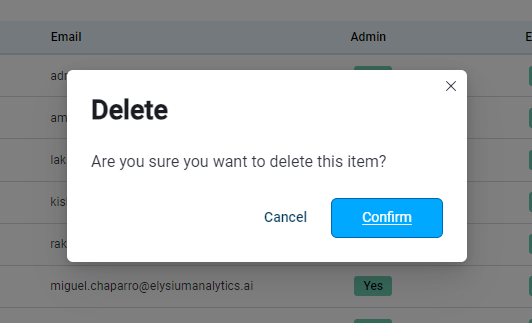 Email Admin E
ad
Delete
am
Are you sure you want to delete this item?
lak
kis
Cancel Confirm
rak
miguel.chaparro@elysiumanalytics.ai Yes